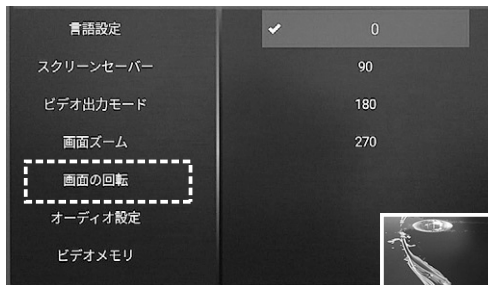 言語設定
スクリーンセーバー
ビデオ出力モード
画面ズーム
画面の回転
オーディオ設定
ビデオメモリ
0
90
180
270